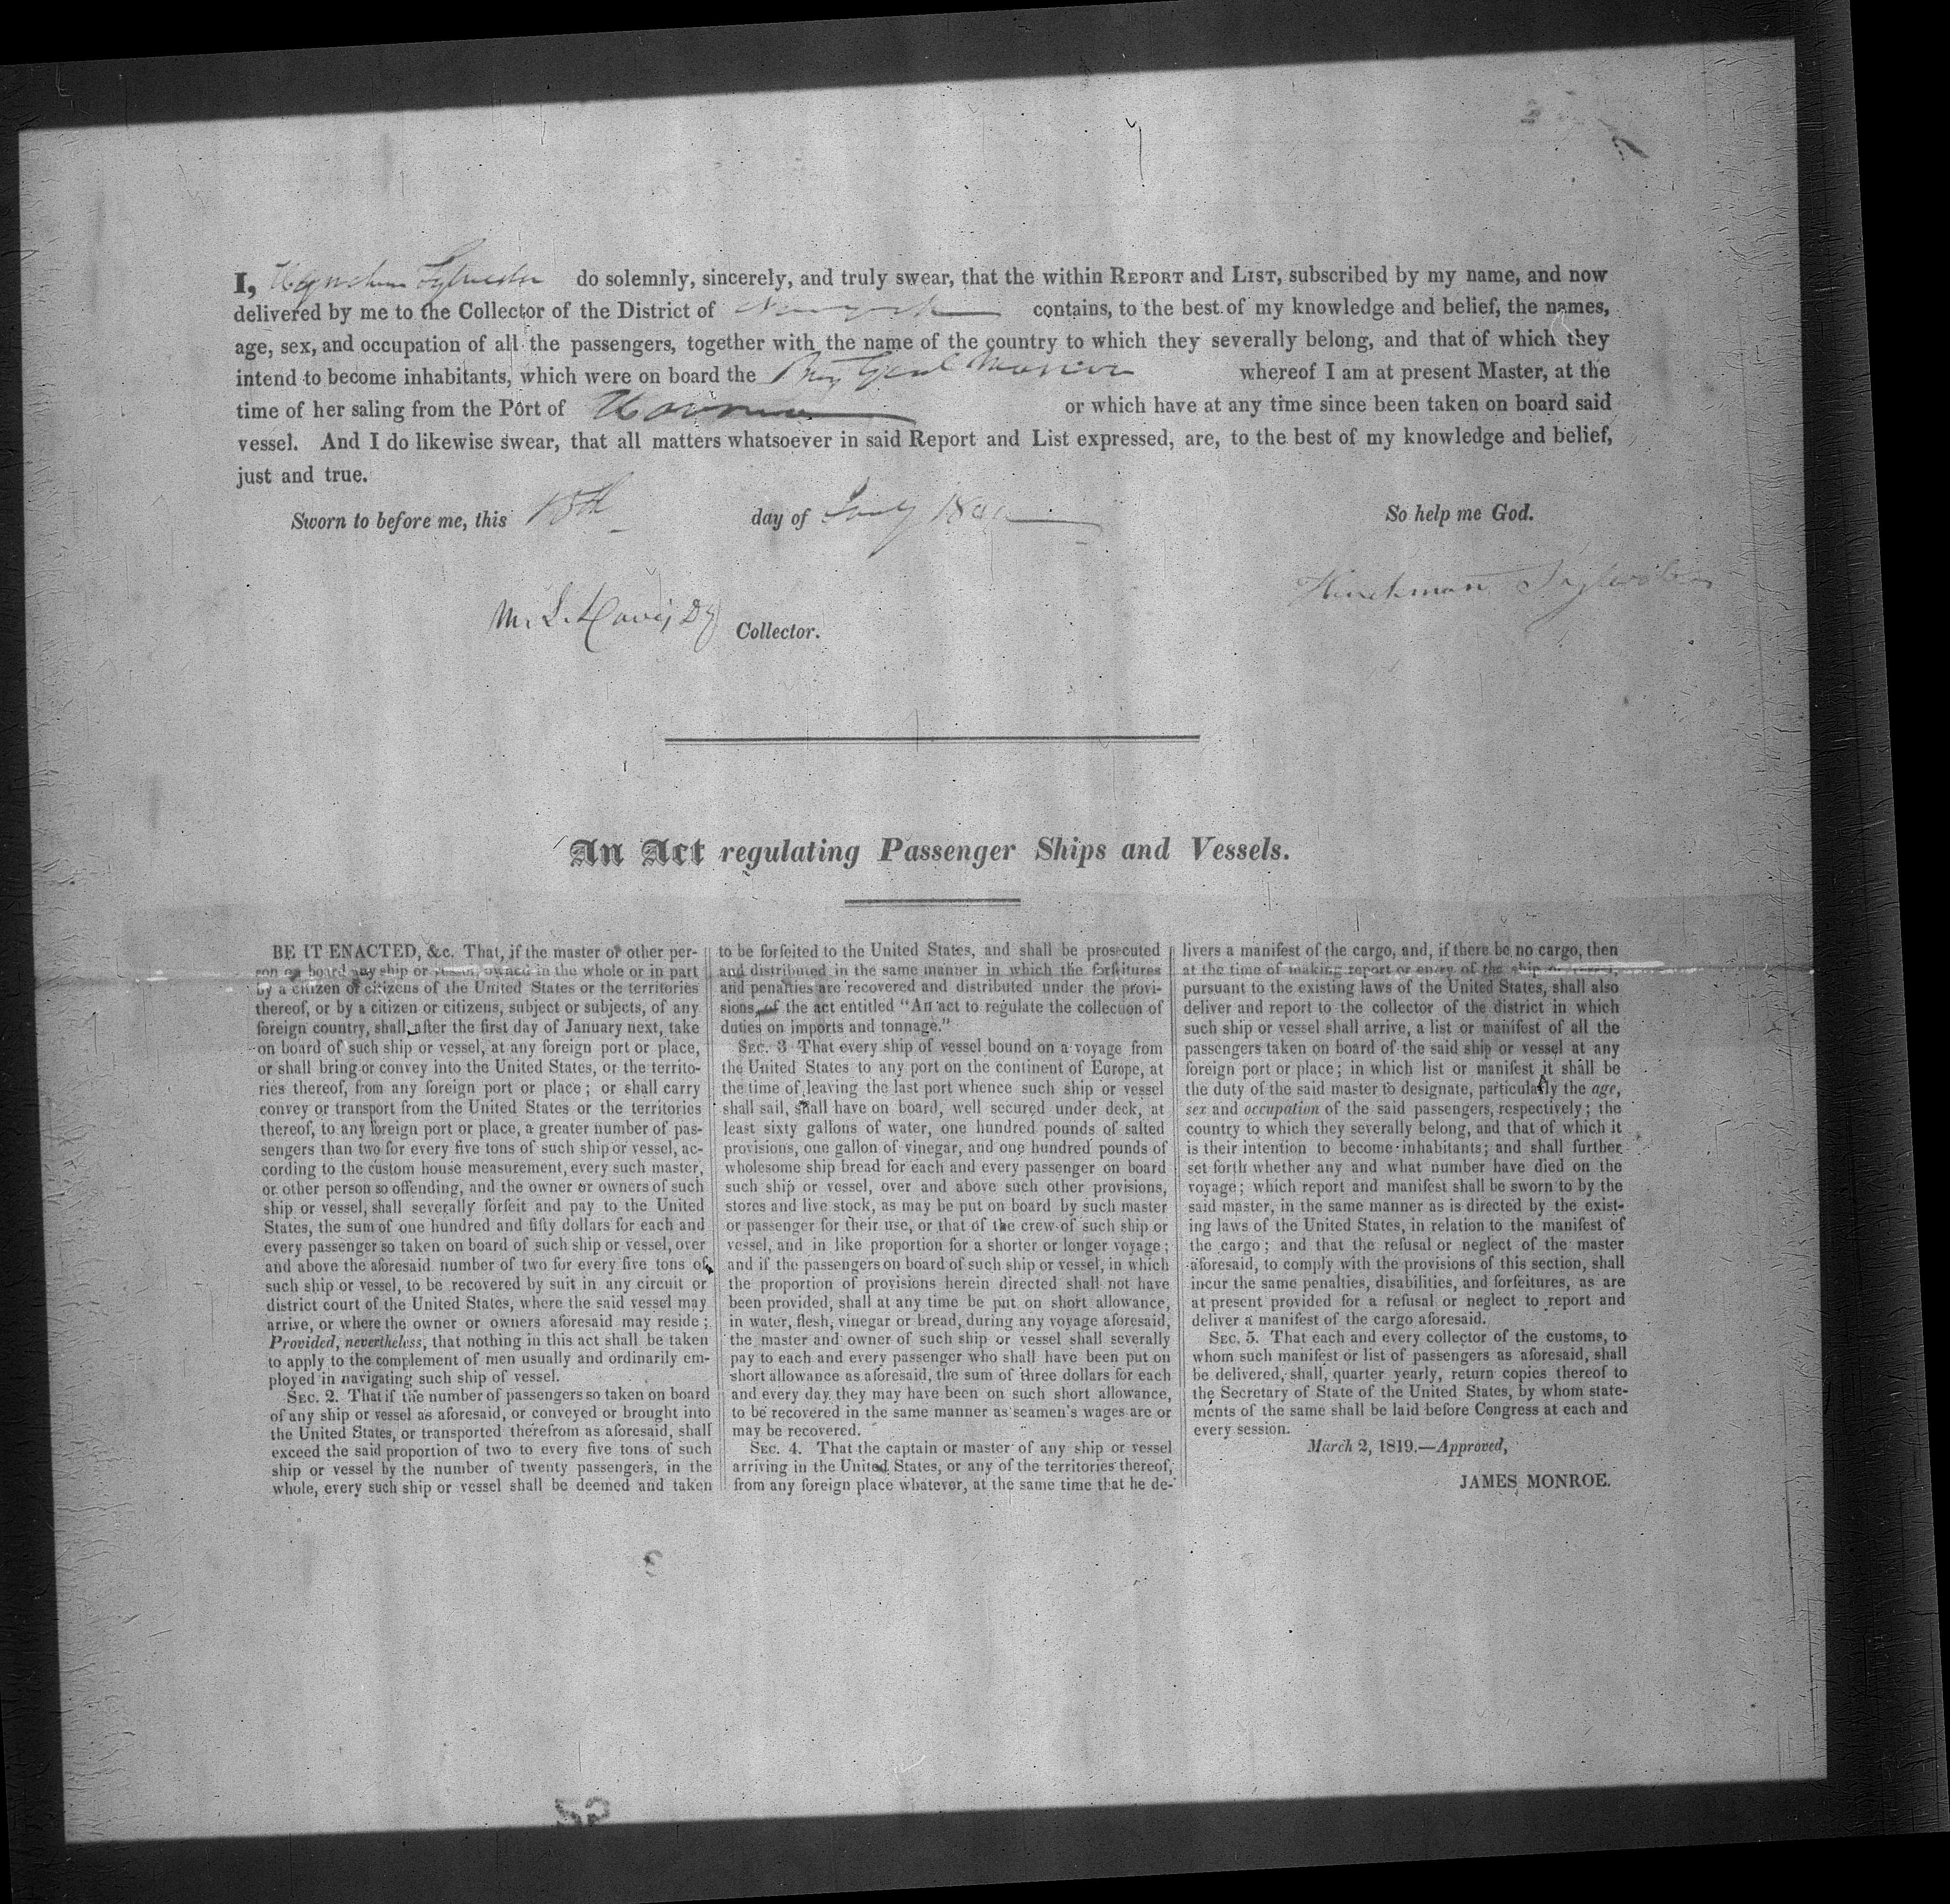 I, Hynchman Sylvester do solemnly, sincerely, and truly swear, that the within REPORT and LIST, subscribed by my name, and now
delivered by me to the Collector of the District of New York contains, to the best of my knowledge and belief, the names,
age, sex, and occupation of all the passengers, together with the name of the country to which they severally belong, and that of which they
intend to become inhabitants, which were on board the Brig Genl Marion whereof I am at present Master, at the
time of her saling from the Port of Havana or which have at any time since been taken on board said
vessel. And I do likewise swear, that all matters whatsoever in said Report and List expressed, are, to the best of my knowledge and belief,
just and true.
Sworn to before me, this 15th day of July So help me God.
Hinchman Sylvester
M. L. Davis, Dy Collector.
An Act regulating Passenger Ships and Vessels.
BE IT ENACTED, &c. That, if the master or other per-
son on board any ship or vessel, owned in the whole or in part
by a citizen or citizens of the United States or the territories
thereof, or by a citizen or citizens, subject or subjects, of any
foreign country, shall after the first day of January next, take
on board of such ship or vessel, at any foreign port or place,
or shall bring or convey into the United States, or the territo-
ries thereof, from any foreign port or place; or shall carry
convey or transport from the United States or the territories
thereof, to any foreign port or place, a greater number of pas-
sengers than two for every five tons of such ship or vessel, ac-
cording to the custom house measurement, every such master,
or other person so offending, and the owner or owners of such
ship or vessel, shall severally forfeit and pay to the United
States, the sum of one hundred and fifty dollars for each and
every passenger so taken on board of such ship or vessel, over
and above the aforesaid number of two for every five tons of
such ship or vessel, to be recovered by suit in any circuit or
district court of the United States, where the said vessel may
arrive, or where the owner or owners aforesaid may reside;
Provided, nevertheless, that nothing in this act shall be taken
to apply to the complement of men usually and ordinarily em-
ployed in navigating such ship of vessel.
SEC. 2. That if the number of passengers so taken on board
of any ship or vessel as aforesaid, or conveyed or brought into
the United States, or transported therefrom as aforesaid, shall
exceed the said proportion of two to every five tons of such
ship or vessel by the number of twenty passengers, in the
whole, every such ship or vessel shall be deemed and taken
to be forfeited to the United States, and shall be prosecuted
and distributed in the same manner in which the forfeitures
and penalties are recovered and distributed under the provi-
sions of the act entitled "An act to regulate the collection of
duties on imports and tonnage."
SEC. 3 That every ship of vessel bound on a voyage from
the United States to any port on the continent of Europe, at
the time of leaving the last port whence such ship or vessel
shall sail, shall have on board, well secured under deck, at
least sixty gallons of water, one hundred pounds of salted
provisions, one gallon of vinegar, and one hundred pounds of
wholesome ship bread for each and every passenger on board
such ship or vessel, over and above such other provisions,
stores and live stock, as may be put on board by such master
or passenger for their use, or that of the crew of such ship or
vessel, and in like proportion for a shorter or longer voyage;
and if the passengers on board of such ship or vessel, in which
the proportion of provisions herein directed shall not have
been provided, shall at any time be put on short allowance,
in water, flesh, vinegar or bread, during any voyage aforesaid,
the master and owner of such ship or vessel shall severally
pay to each and every passenger who shall have been put on
short allowance as aforesaid, the sum of three dollars for each
and every day they may have been on such short allowance,
to be recovered in the same manner as seamen's wages are or
may be recovered.
SEC. 4. That the captain or master of any ship or vessel
arriving in the United States, or any of the territories thereof,
from any foreign place whatever, at the same time that he de-
livers a manifest of the cargo, and, if there be no cargo, then
at the time of making report or entry of the ship or vessel,
pursuant to the existing laws of the United States, shall also
deliver and report to the collector of the district in which
such ship or vessel shall arrive, a list or manifest of all the
passengers taken on board of the said ship or vessel at any
foreign port or place; in which list or manifest it shall be
the duty of the said master to designate, particularly the age,
sex and occupation of the said passengers, respectively; the
country to which they severally belong, and that of which it
is their intention to become inhabitants; and shall further
set forth whether any and what number have died on the
voyage; which report and manifest shall be sworn to by the
said master, in the same manner as is directed by the exist-
ing laws of the United States, in relation to the manifest of
the cargo; and that the refusal or neglect of the master
aforesaid, to comply with the provisions of this section, shall
incur the same penalties, disabilities, and forfeitures, as are
at present provided for a refusal or neglect to report and
deliver a manifest of the cargo aforesaid.
SEC. 5. That each and every collector of the customs, to
whom such manifest or list of passengers as aforesaid, shall
be delivered, shall, quarter yearly, return copies thereof to
the Secretary of State of the United States, by whom state-
ments of the same shall be laid before Congress at each and
every session.
March 2, 1819.—Approved,
JAMES MONROE.